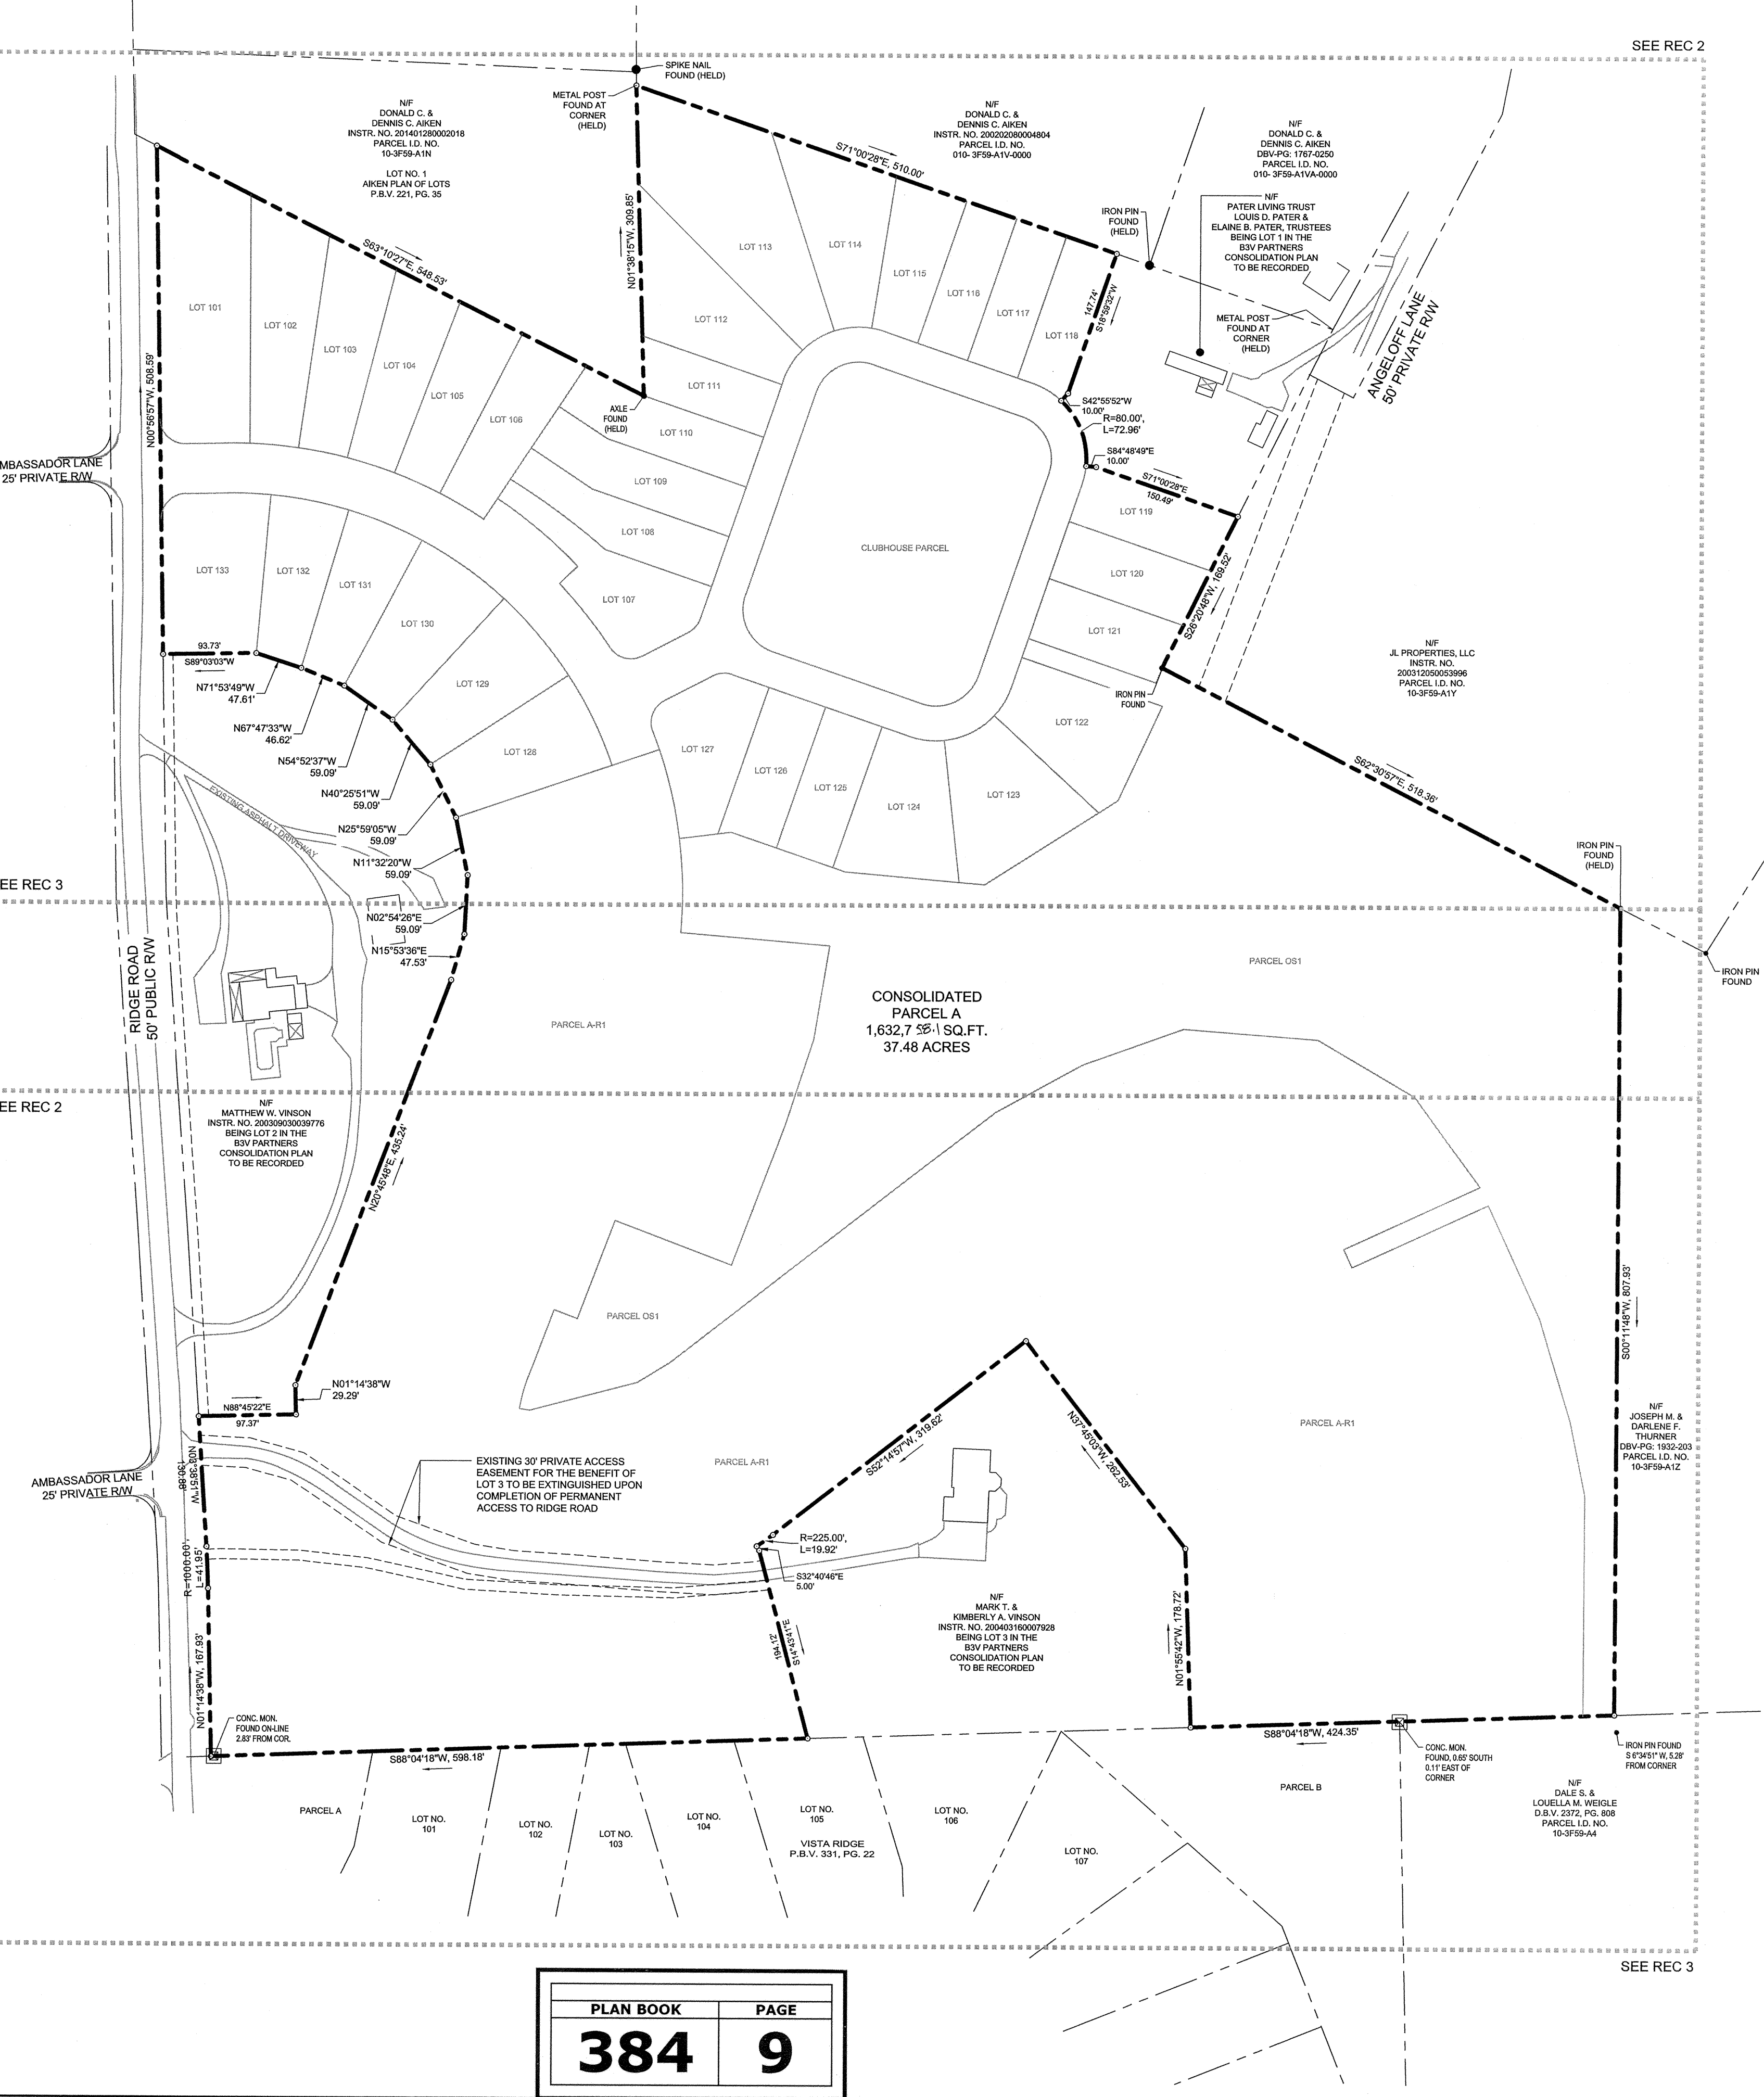 SEE REC 2
SPIKE NAIL
FOUND (HELD)
METAL POST
FOUND AT
CORNER
(HELD)
N/F
DONALD C. &
DENNIS C. AIKEN
INSTR. NO. 201401280002018
PARCEL I.D. NO.
10-3F59-A1N
LOT NO. 1
AIKEN PLAN OF LOTS
P.B.V. 221, PG. 35
N/F
DONALD C. &
DENNIS C. AIKEN
INSTR. NO. 200202080004804
PARCEL I.D. NO.
010- 3F59-A1V-0000
N/F
DONALD C. &
DENNIS C. AIKEN
DBV-PG: 1767-0250
PARCEL I.D. NO.
010- 3F59-A1VA-0000
N/F
PATER LIVING TRUST
LOUIS D. PATER &
ELAINE B. PATER, TRUSTEES
BEING LOT 1 IN THE
B3V PARTNERS
CONSOLIDATION PLAN
TO BE RECORDED
S71°00'28"E, 510.00'
IRON PIN
FOUND
(HELD)
N01°38'15"W, 309.85'
S63°10'27"E, 548.53'
LOT 113
LOT 114
LOT 115
LOT 116
LOT 117
LOT 118
147.74'
S18°59'32"W
METAL POST
FOUND AT
CORNER
(HELD)
ANGELOFF LANE
50' PRIVATE R/W
LOT 101
LOT 102
LOT 103
LOT 104
LOT 105
LOT 106
LOT 112
LOT 111
LOT 110
AXLE
FOUND
(HELD)
N00°56'57"W, 508.59'
S42°55'52"W
10.00'
R=80.00',
L=72.96'
S84°48'49"E
10.00'
S71°00'28"E
150.49'
MBASSADOR LANE
25' PRIVATE R/W
LOT 109
LOT 108
LOT 107
CLUBHOUSE PARCEL
LOT 119
LOT 120
LOT 121
S26°20'48"W, 169.52'
LOT 133
LOT 132
LOT 131
LOT 130
LOT 129
LOT 128
93.73'
S89°03'03"W
N71°53'49"W
47.61'
N67°47'33"W
46.62'
N54°52'37"W
59.09'
N40°25'51"W
59.09'
N25°59'05"W
59.09'
N11°32'20"W
59.09'
N02°54'26"E
59.09'
N15°53'36"E
47.53'
EXISTING ASPHALT DRIVEWAY
IRON PIN
FOUND
LOT 122
LOT 127
LOT 126
LOT 125
LOT 124
LOT 123
N/F
JL PROPERTIES, LLC
INSTR. NO.
200312050053996
PARCEL I.D. NO.
10-3F59-A1Y
S62°30'57"E, 518.36'
IRON PIN
FOUND
(HELD)
IRON PIN
FOUND
EE REC 3
RIDGE ROAD
50' PUBLIC R/W
PARCEL OS1
PARCEL A-R1
CONSOLIDATED
PARCEL A
1,632,758.1 SQ.FT.
37.48 ACRES
EE REC 2
N/F
MATTHEW W. VINSON
INSTR. NO. 200309030039776
BEING LOT 2 IN THE
B3V PARTNERS
CONSOLIDATION PLAN
TO BE RECORDED
N20°45'48"E, 435.24'
PARCEL OS1
S00°11'48"W, 807.93'
N01°14'38"W
29.29'
N88°45'22"E
97.37'
N03°38'51"W
130.88'
AMBASSADOR LANE
25' PRIVATE R/W
EXISTING 30' PRIVATE ACCESS
EASEMENT FOR THE BENEFIT OF
LOT 3 TO BE EXTINGUISHED UPON
COMPLETION OF PERMANENT
ACCESS TO RIDGE ROAD
PARCEL A-R1
S52°14'57"W, 319.62'
N37°45'03"W, 262.53'
PARCEL A-R1
N/F
JOSEPH M. &
DARLENE F.
THURNER
DBV-PG: 1932-203
PARCEL I.D. NO.
10-3F59-A1Z
R=1000.00'
L=41.95'
R=225.00',
L=19.92'
S32°40'46"E
5.00'
N/F
MARK T. &
KIMBERLY A. VINSON
INSTR. NO. 200403160007928
BEING LOT 3 IN THE
B3V PARTNERS
CONSOLIDATION PLAN
TO BE RECORDED
194.12'
S14°43'41"E
N01°55'42"W, 178.72'
N01°14'38"W, 167.93'
CONC. MON.
FOUND ON-LINE
2.83' FROM COR.
S88°04'18"W, 598.18'
S88°04'18"W, 424.35'
CONC. MON.
FOUND, 0.65' SOUTH
0.11' EAST OF
CORNER
IRON PIN FOUND
S 6°34'51" W, 5.28'
FROM CORNER
N/F
DALE S. &
LOUELLA M. WEIGLE
D.B.V. 2372, PG. 808
PARCEL I.D. NO.
10-3F59-A4
PARCEL A
LOT NO.
101
LOT NO.
102
LOT NO.
103
LOT NO.
104
LOT NO.
105
VISTA RIDGE
P.B.V. 331, PG. 22
LOT NO.
106
LOT NO.
107
PARCEL B
SEE REC 3
PLAN BOOK PAGE
384 9